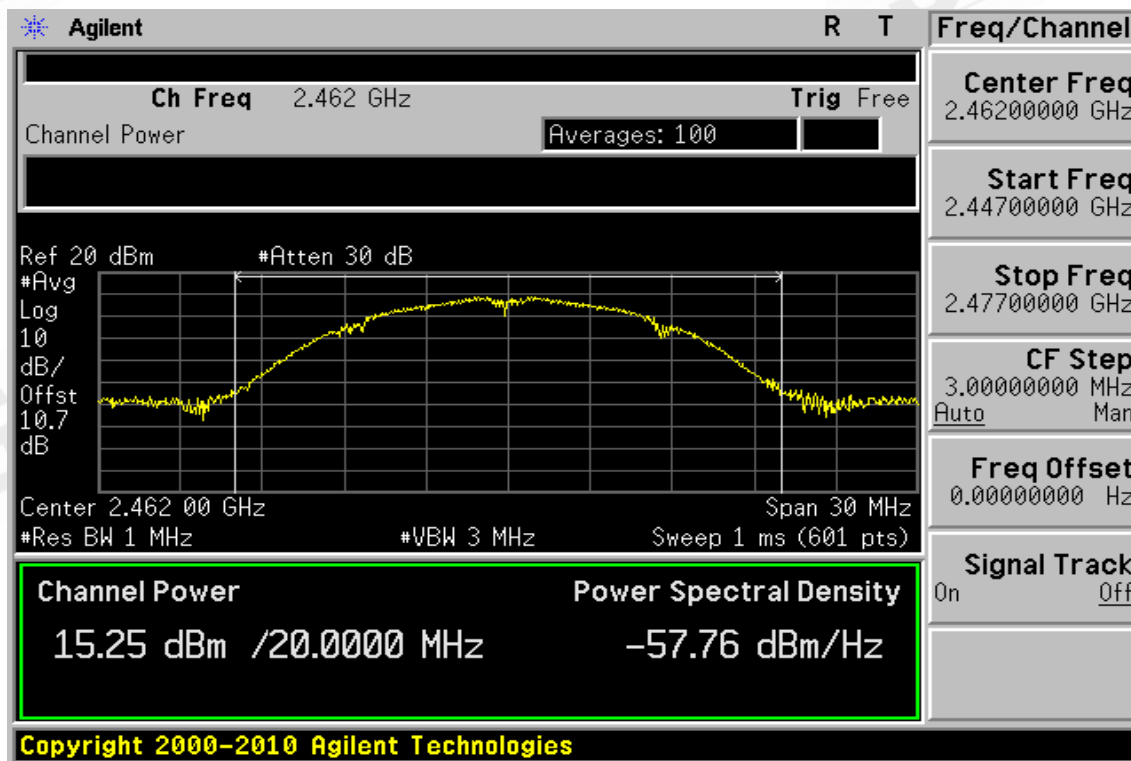 Agilent R T
Freq/Channel
Ch Freq 2.462 GHz Trig Free
Channel Power Averages: 100
Ref 20 dBm #Atten 30 dB
#Avg
Log
10
dB/
Offst
10.7
dB
Center 2.462 00 GHz Span 30 MHz
#Res BW 1 MHz #VBW 3 MHz Sweep 1 ms (601 pts)
Channel Power Power Spectral Density
15.25 dBm /20.0000 MHz -57.76 dBm/Hz
Copyright 2000-2010 Agilent Technologies
Center Freq
2.46200000 GHz
Start Freq
2.44700000 GHz
Stop Freq
2.47700000 GHz
CF Step
3.00000000 MHz
Auto Man
Freq Offset
0.00000000 Hz
Signal Track
On Off